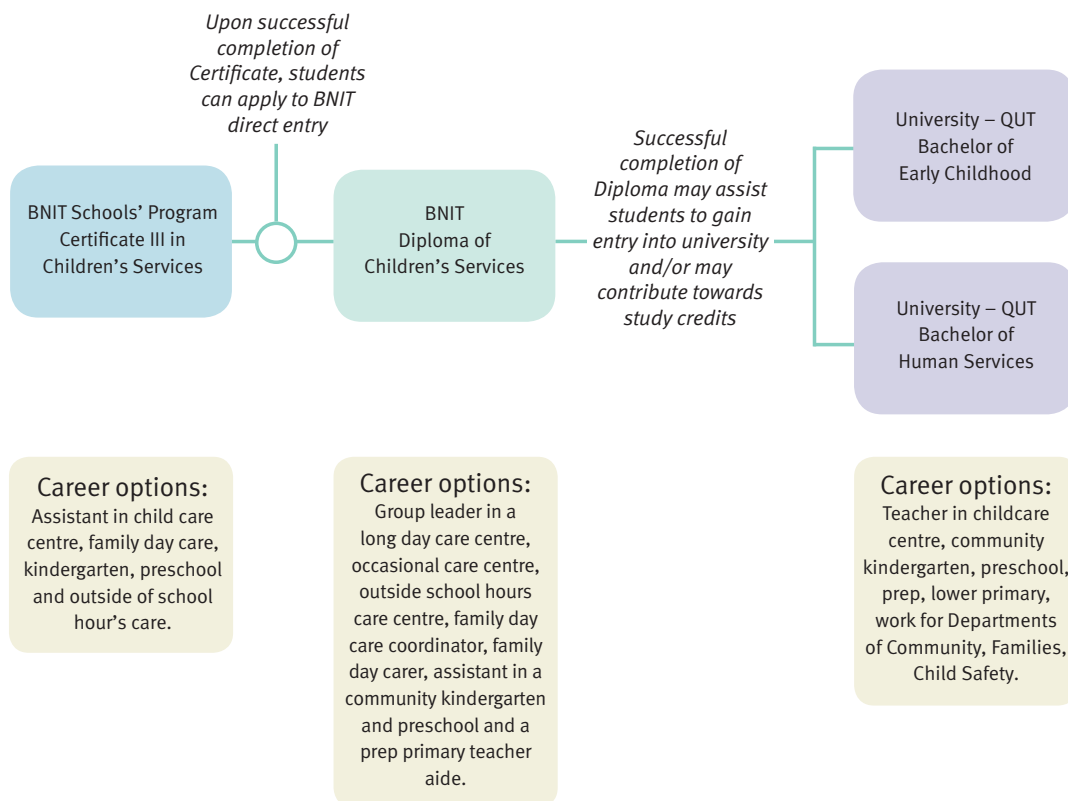 Upon successful
completion of
Certificate, students
can apply to BNIT
direct entry
BNIT Schools’ Program
Certificate III in
Children’s Services
BNIT
Diploma of
Children’s Services
Successful
completion of
Diploma may assist
students to gain
entry into university
and/or may
contribute towards
study credits
University – QUT
Bachelor of
Early Childhood
University – QUT
Bachelor of
Human Services
Career options:
Assistant in child care
centre, family day care,
kindergarten, preschool
and outside of school
hour’s care.
Career options:
Group leader in a
long day care centre,
occasional care centre,
outside school hours
care centre, family day
care coordinator, family
day carer, assistant in a
community kindergarten
and preschool and a
prep primary teacher
aide.
Career options:
Teacher in childcare
centre, community
kindergarten, preschool,
prep, lower primary,
work for Departments
of Community, Families,
Child Safety.